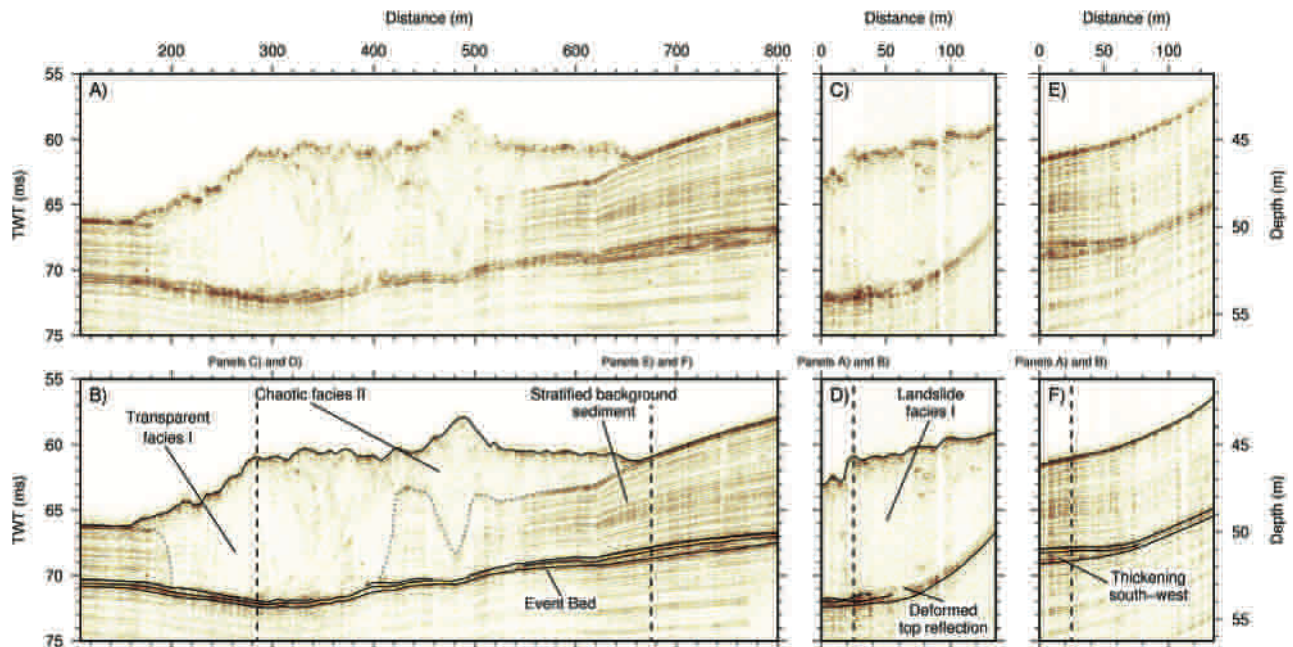 Distance (m)
Distance (m)
Distance (m)
200 300 400 500 600 700 800
0 50 100
0 50 100
55
60
65
70
75
TWT (ms)
A)
C)
E)
45
50
55
Depth (m)
Panels C) and D)
Panels E) and F)
Panels A) and B)
Panels A) and B)
55
60
65
70
75
TWT (ms)
B)
Transparent
facies I
Chaotic facies II
Stratified background
sediment
Event Bed
D)
Landslide
facies I
Deformed
top reflection
F)
Thickening
south-west
45
50
55
Depth (m)